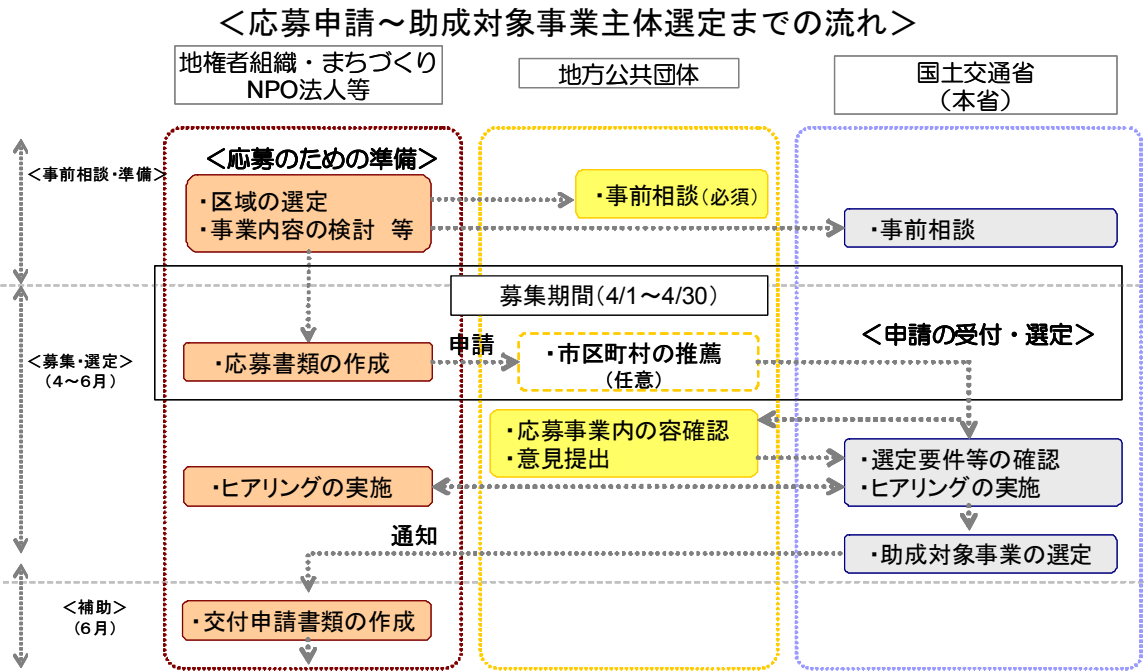 ＜応募申請～助成対象事業主体選定までの流れ＞
地権者組織・まちづくり
NPO法人等
地方公共団体
国土交通省
（本省）
＜事前相談・準備＞
＜応募のための準備＞
・区域の選定
・事業内容の検討　等
・事前相談（必須）
・事前相談
募集期間（4/1～4/30）
＜募集・選定＞
（4～6月）
・応募書類の作成
申請
・市区町村の推薦
（任意）
＜申請の受付・選定＞
・応募事業内の容確認
・意見提出
・選定要件等の確認
・ヒアリングの実施
・ヒアリングの実施
通知
・助成対象事業の選定
＜補助＞
（6月）
・交付申請書類の作成